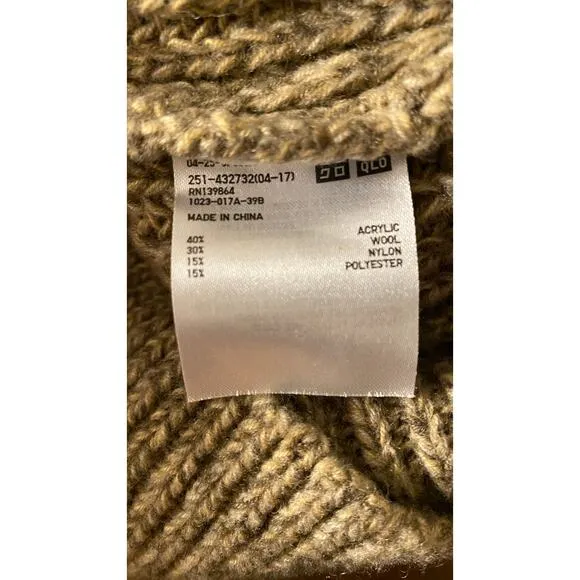 251-432732(04-17)
RN139864
1023-017A-39B
MADE IN CHINA
40% ACRYLIC
30% WOOL
15% NYLON
15% POLYESTER
QLO